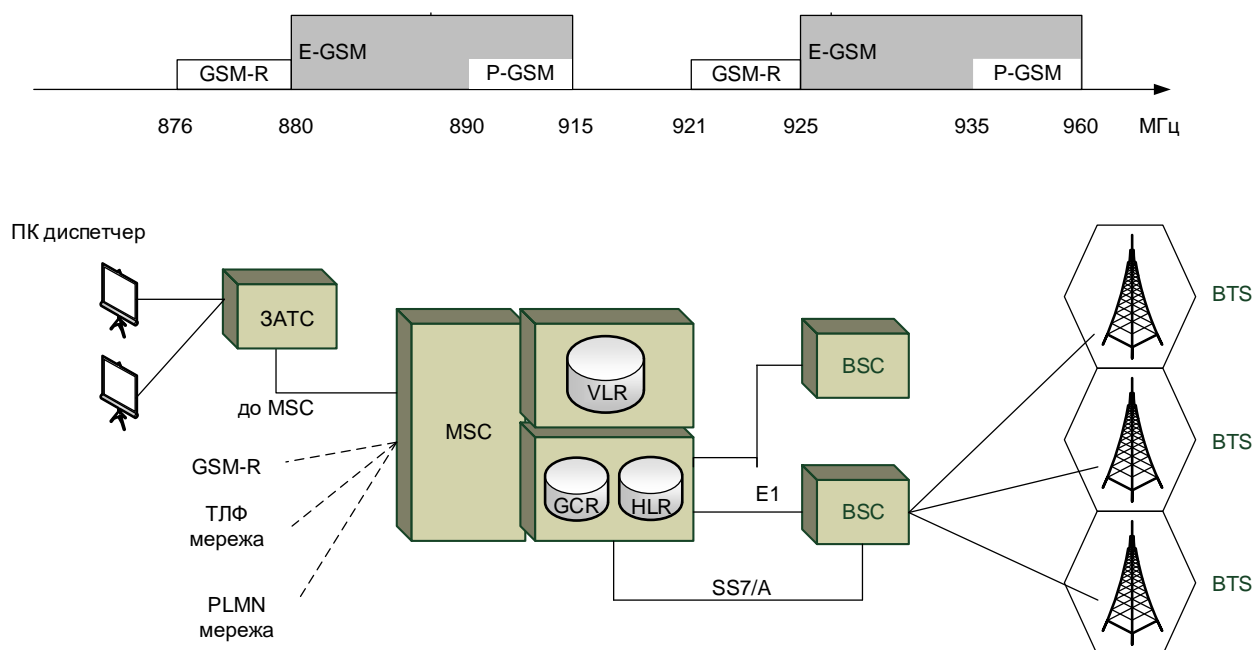 E-GSM
E-GSM
GSM-R
P-GSM
GSM-R
P-GSM
876
880
890
915
921
925
935
960
МГц
ПК диспетчер
ЗАТС
до MSC
MSC
VLR
GCR
HLR
BSC
E1
BSC
SS7/A
GSM-R
ТЛФ
мережа
PLMN
мережа
BTS
BTS
BTS